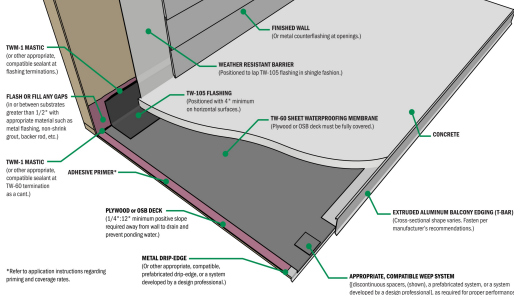 FINISHED WALL
(Or metal counterflashing at openings.)
TWM-1 MASTIC
(or other appropriate,
compatible sealant at
flashing terminations.)
WEATHER RESISTANT BARRIER
(Positioned to lap TW-105 flashing in shingle fashion.)
FLASH OR FILL ANY GAPS
(in or between substrates
greater than 1/2" with
appropriate material such as
metal flashing, non-shrink
grout, backer rod, etc.)
TW-105 FLASHING
(Positioned with 4" minimum
on horizontal surfaces.)
TW-60 SHEET WATERPROOFING MEMBRANE
(Plywood or OSB deck must be fully covered.)
CONCRETE
TWM-1 MASTIC
(or other appropriate,
compatible sealant at
TW-60 termination
as a cant.)
ADHESIVE PRIMER*
PLYWOOD or OSB DECK
(1/4":12" minimum positive slope
required away from wall to drain and
prevent ponding water.)
EXTRUDED ALUMINUM BALCONY EDGING (T-BAR)
(Cross-sectional shape varies. Fasten per
manufacturer's recommendations.)
METAL DRIP-EDGE
(Or other appropriate, compatible,
prefabricated drip-edge, or a system
developed by a design professional.)
*Refer to application instructions regarding
priming and coverage rates.
APPROPRIATE, COMPATIBLE WEEP SYSTEM
([discontinuous spacers, (shown), a prefabricated system, or a system
developed by a design professional], as required for proper performance